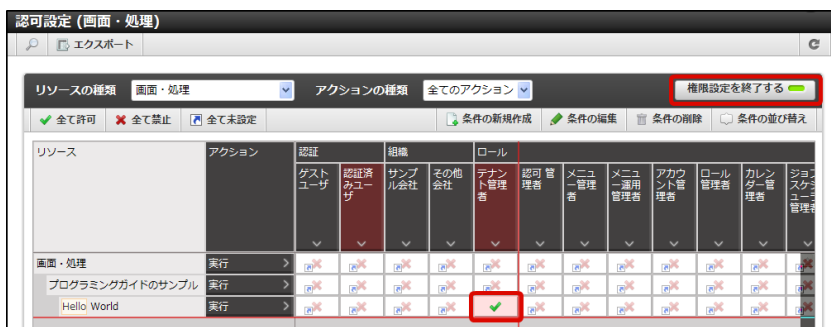 認可設定 (画面・処理)
エクスポート
リソースの種類 画面・処理 アクションの種類 全てのアクション 権限設定を終了する
全て許可 全て禁止 全て未設定 条件の新規作成 条件の編集 条件の削除 条件の並び替え
リソース アクション 認証 組織 ロール
ゲストユーザ 認証済みユーザ サンプル会社 その他会社 テナント管理者 認可管理者 メニュー管理者 メニュー運用管理者 アカウント管理者 ロール管理者 カレンダー管理者
画面・処理 実行
プログラミングガイドのサンプル 実行
Hello World 実行